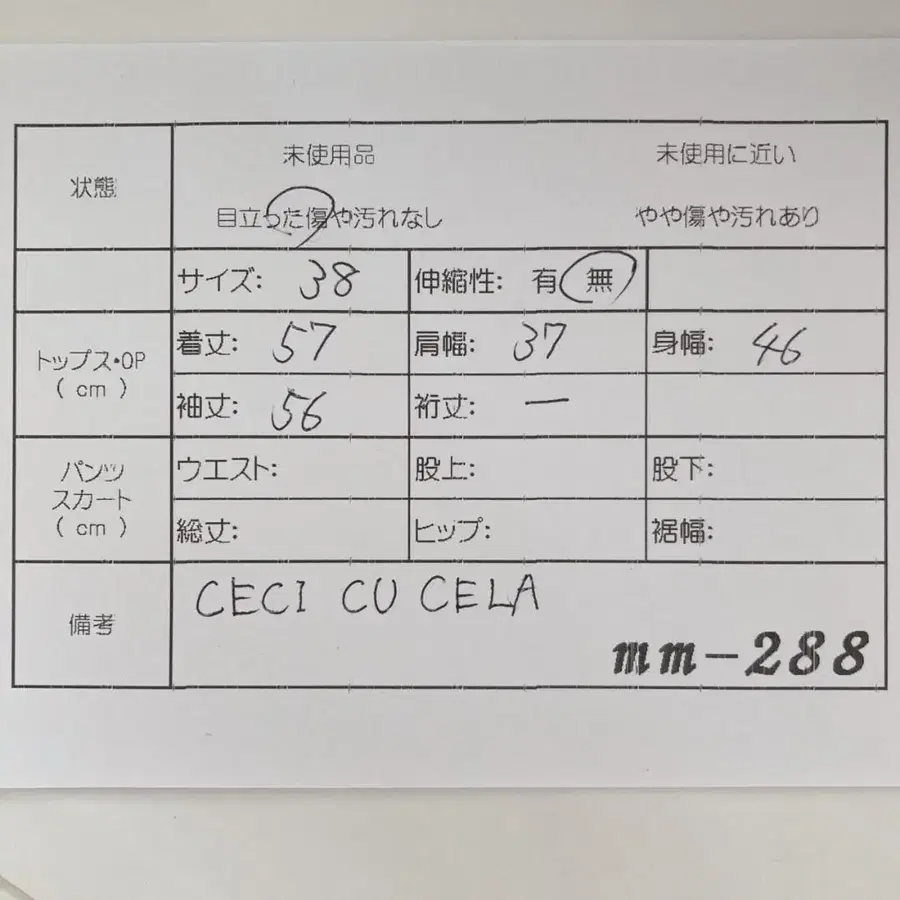 状態
未使用品 未使用に近い
目立った傷や汚れなし やや傷や汚れあり
サイズ: 38 伸縮性: 有 無
トップス・OP
(cm)
着丈: 57 肩幅: 37 身幅: 46
袖丈: 56 裄丈: ー
パンツ
スカート
(cm)
ウエスト: 股上: 股下:
総丈: ヒップ: 裾幅:
備考
CECI CU CELA
mm-288